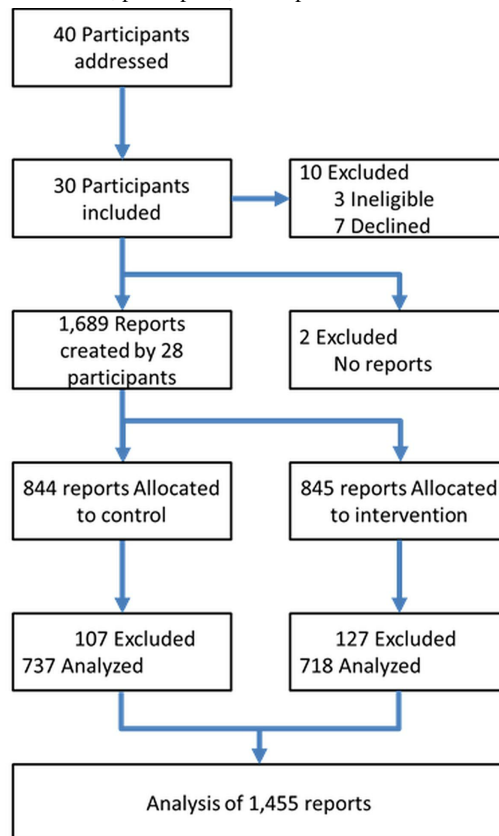 40 Participants
addressed
30 Participants
included
10 Excluded
3 Ineligible
7 Declined
1,689 Reports
created by 28
participants
2 Excluded
No reports
844 reports Allocated
to control
845 reports Allocated
to intervention
107 Excluded
737 Analyzed
127 Excluded
718 Analyzed
Analysis of 1,455 reports